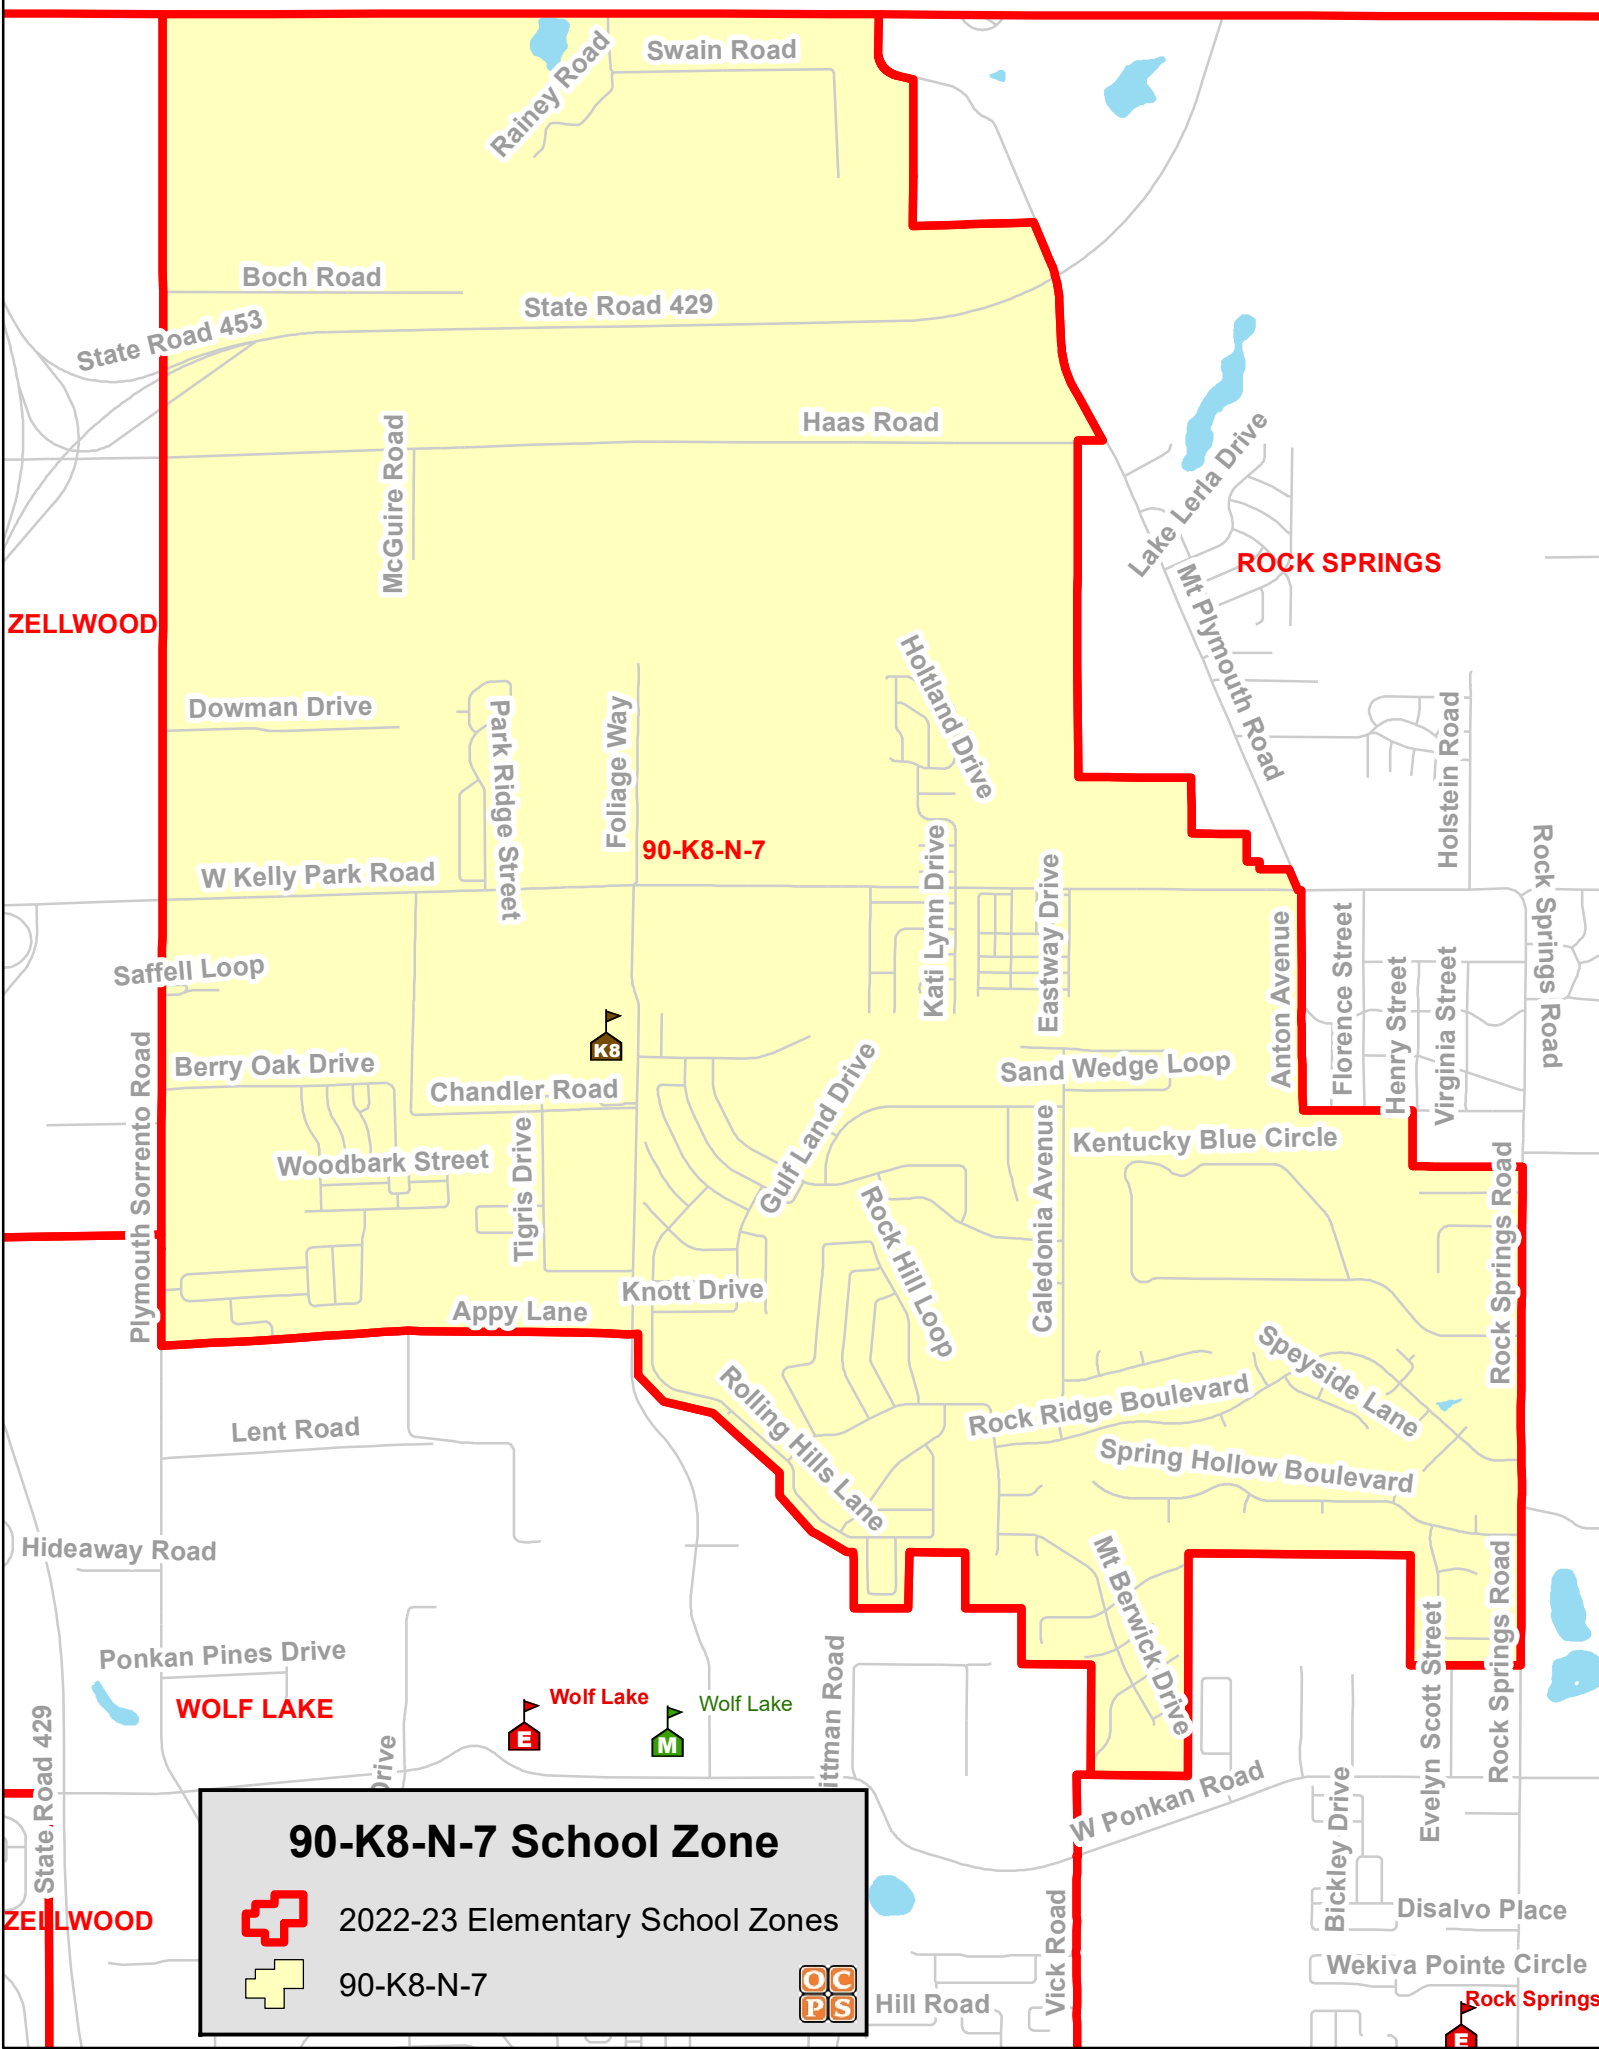 Swain Road
Rainey Road
Boch Road
State Road 429
State Road 453
Haas Road
McGuire Road
Lake Lerla Drive
ROCK SPRINGS
Mt Plymouth Road
ZELLWOOD
Holtland Drive
Dowman Drive
Park Ridge Street
Foliage Way
Holstein Road
90-K8-N-7
W Kelly Park Road
Kati Lynn Drive
Eastway Drive
Rock Springs Road
Anton Avenue
Florence Street
Henry Street
Virginia Street
Saffell Loop
K8
Plymouth Sorrento Road
Berry Oak Drive
Chandler Road
Gulf Land Drive
Sand Wedge Loop
Kentucky Blue Circle
Woodbark Street
Tigris Drive
Caledonia Avenue
Rock Hill Loop
Rock Springs Road
Knott Drive
Appy Lane
Speyside Lane
Rock Ridge Boulevard
Rolling Hills Lane
Lent Road
Spring Hollow Boulevard
Hideaway Road
Mt Berwick Drive
Rock Springs Road
Evelyn Scott Street
Ponkan Pines Drive
WOLF LAKE
Wolf Lake
E
Wolf Lake
M
ittman Road
State Road 429
Drive
W Ponkan Road
Bickley Drive
90-K8-N-7 School Zone
2022-23 Elementary School Zones
90-K8-N-7
OC
PS
ZELLWOOD
Vick Road
Hill Road
Disalvo Place
Wekiva Pointe Circle
Rock Springs
E